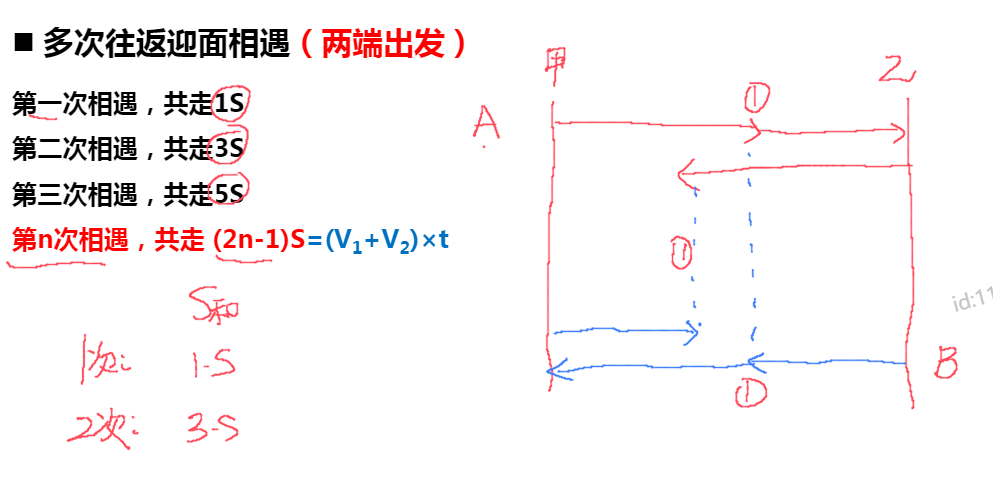 ■ 多次往返迎面相遇（两端出发）
第一次相遇，共走1S
第二次相遇，共走3S
第三次相遇，共走5S
第n次相遇，共走 (2n-1)S=(V₁+V₂)×t
S和
1次: 1·S
2次: 3·S
甲 乙
A
①
①
①
B
id:11